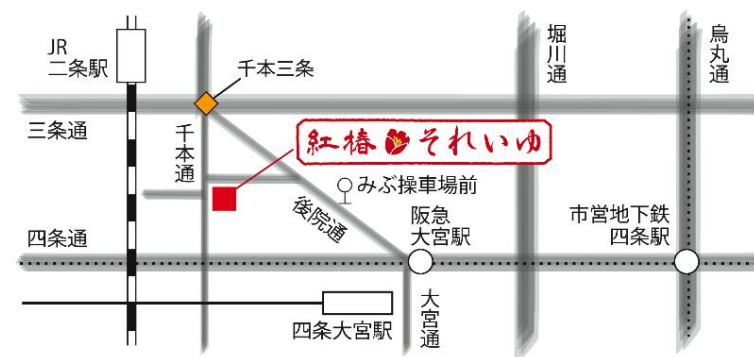 JR
二条駅
千本三条
堀川通
烏丸通
三条通
千本通
紅椿それいゆ
みぶ操車場前
後院通
阪急
大宮駅
市営地下鉄
四条駅
四条通
四条大宮駅
大宮通